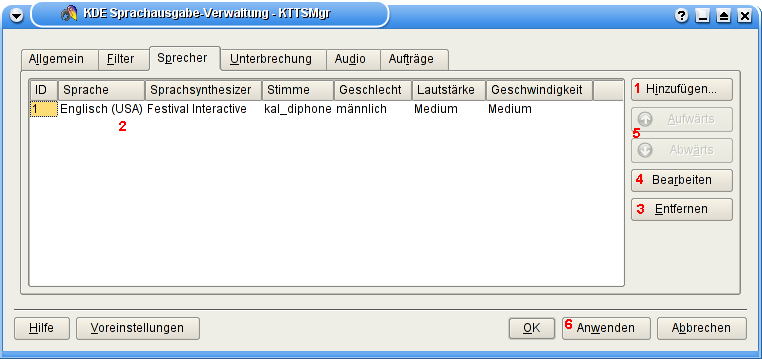 KDE Sprachausgabe-Verwaltung - KTTSMgr
Allgemein Filter Sprecher Unterbrechung Audio Aufträge
ID Sprache Sprachsynthesizer Stimme Geschlecht Lautstärke Geschwindigkeit
1 Englisch (USA) Festival Interactive kal_diphone männlich Medium Medium
2
1 Hinzufügen...
Aufwärts
5
Abwärts
4 Bearbeiten
3 Entfernen
Hilfe Voreinstellungen OK 6 Anwenden Abbrechen